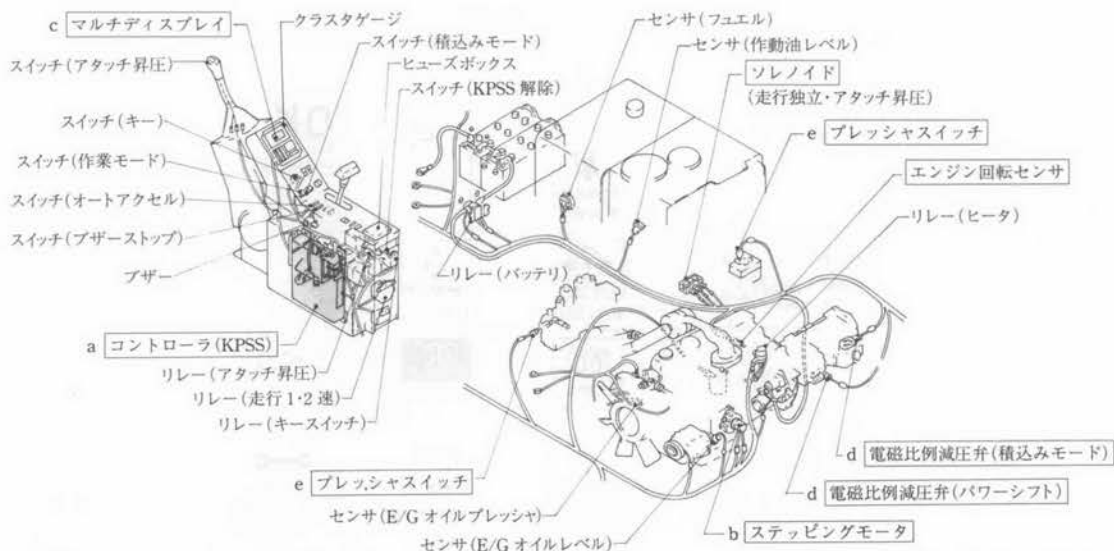 c マルチディスプレイ
クラスタゲージ
スイッチ(積込みモード)
スイッチ(アタッチ昇圧)
ヒューズボックス
スイッチ(KPSS 解除)
スイッチ(キー)
スイッチ(作業モード)
スイッチ(オートアクセル)
スイッチ(ブザーストップ)
ブザー
a コントローラ(KPSS)
リレー(アタッチ昇圧)
リレー(走行1・2速)
リレー(キースイッチ)
センサ(フュエル)
センサ(作動油レベル)
ソレノイド
(走行独立・アタッチ昇圧)
e プレッシャスイッチ
エンジン回転センサ
リレー(ヒータ)
リレー(バッテリ)
e プレッシャスイッチ
センサ(E/G オイルプレッシャ)
センサ(E/G オイルレベル)
d 電磁比例減圧弁(積込みモード)
d 電磁比例減圧弁(パワーシフト)
b ステッピングモータ